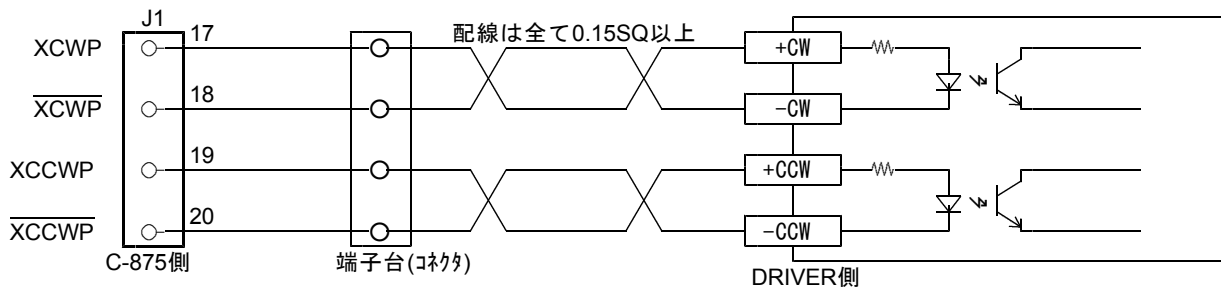 J1
XCWP 17 配線は全て0.15SQ以上 +CW
XCWP 18 -CW
XCCWP 19 +CCW
XCCWP 20 -CCW
C-875側 端子台(ｺﾈｸﾀ) DRIVER側